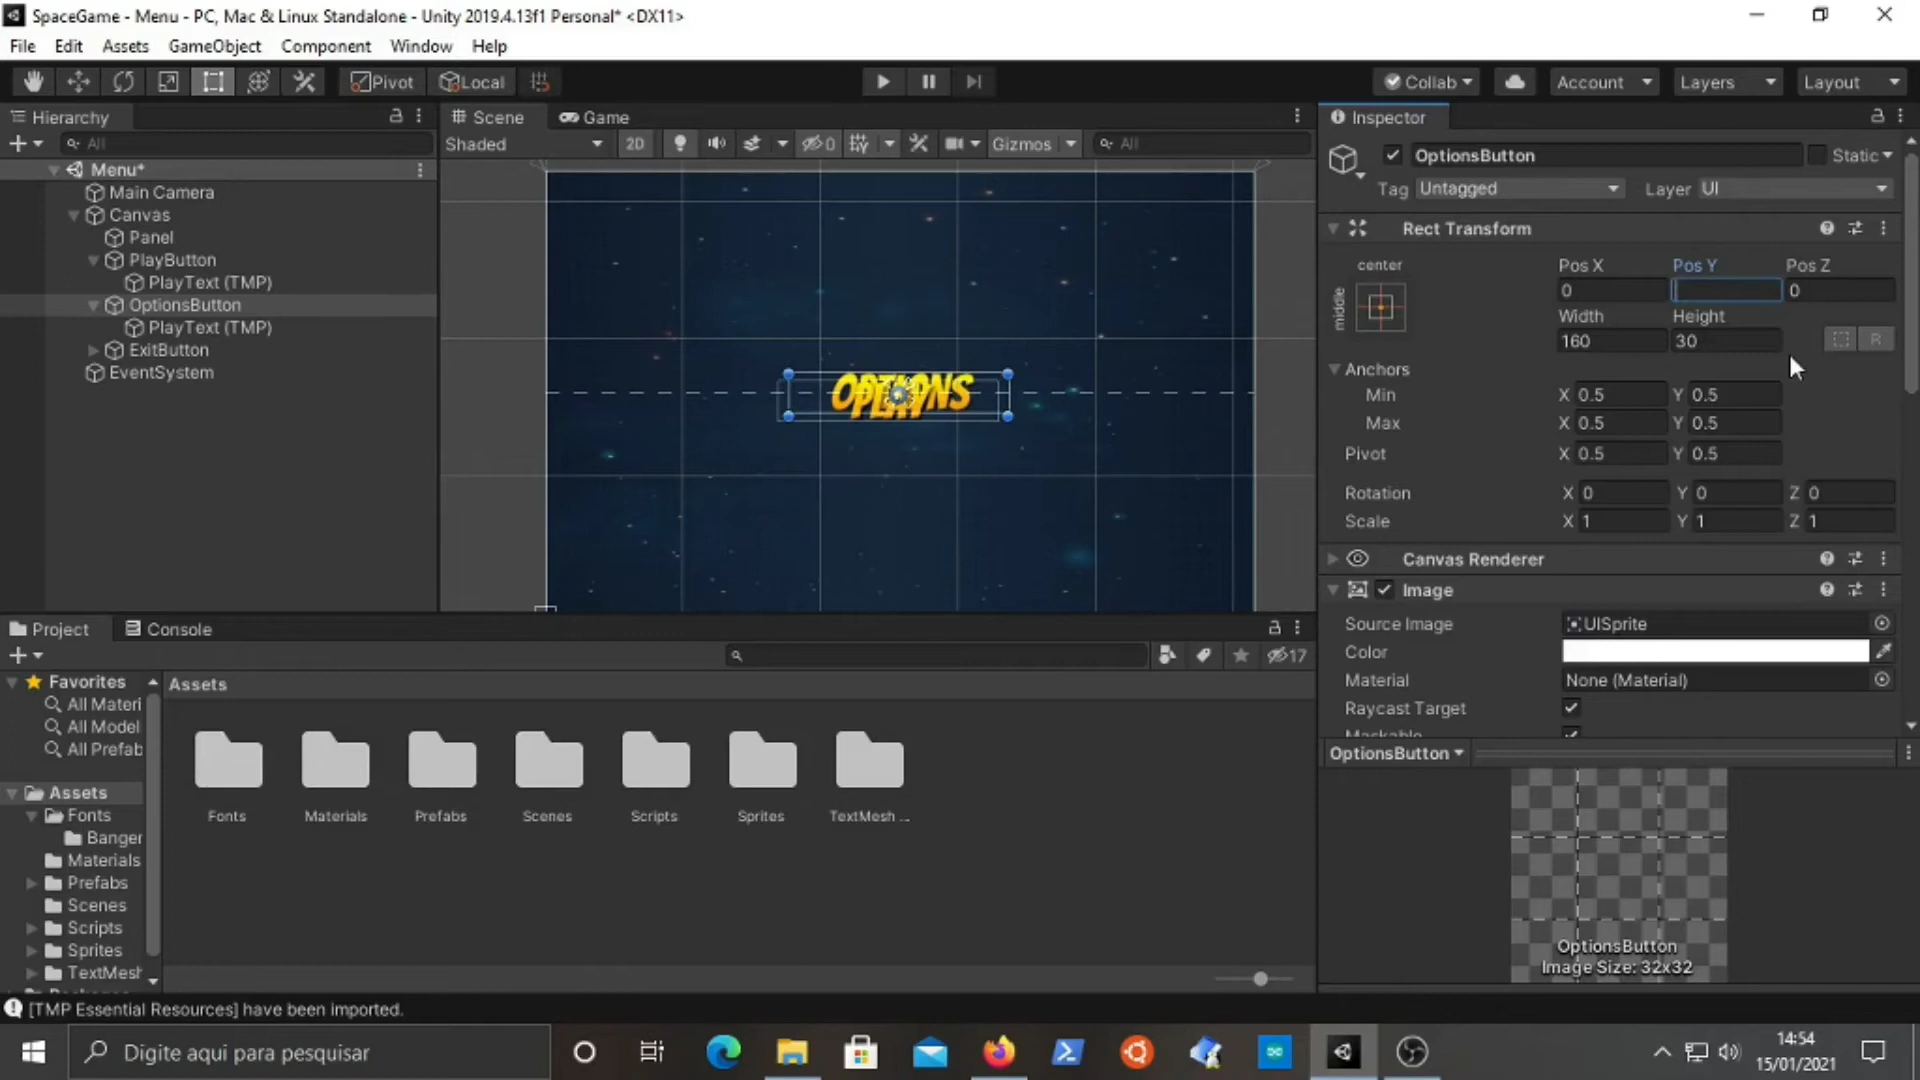 SpaceGame - Menu - PC, Mac & Linux Standalone - Unity 2019.4.13f1 Personal* <DX11>
File Edit Assets GameObject Component Window Help
Pivot Local Collab Account Layers Layout
Hierarchy
All
Menu*
Main Camera
Canvas
Panel
PlayButton
PlayText (TMP)
OptionsButton
PlayText (TMP)
ExitButton
EventSystem
Scene Game
Shaded 2D 0 Gizmos All
OPTIONS
PLAY
Inspector
OptionsButton Static
Tag Untagged Layer UI
Rect Transform
center
middle
Pos X Pos Y Pos Z
0 0
Width Height
160 30
R
Anchors
Min X 0.5 Y 0.5
Max X 0.5 Y 0.5
Pivot X 0.5 Y 0.5
Rotation X 0 Y 0 Z 0
Scale X 1 Y 1 Z 1
Canvas Renderer
Image
Source Image UISprite
Color
Material None (Material)
Raycast Target
Maskable
OptionsButton
OptionsButton
Image Size: 32x32
Project Console
17
Favorites
All Materi
All Model
All Prefab
Assets
Fonts
Banger
Materials
Prefabs
Scenes
Scripts
Sprites
TextMesh
Assets
Fonts Materials Prefabs Scenes Scripts Sprites TextMesh ...
[TMP Essential Resources] have been imported.
Digite aqui para pesquisar
14:54
15/01/2021